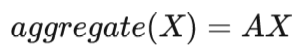 aggregate(X) = AX